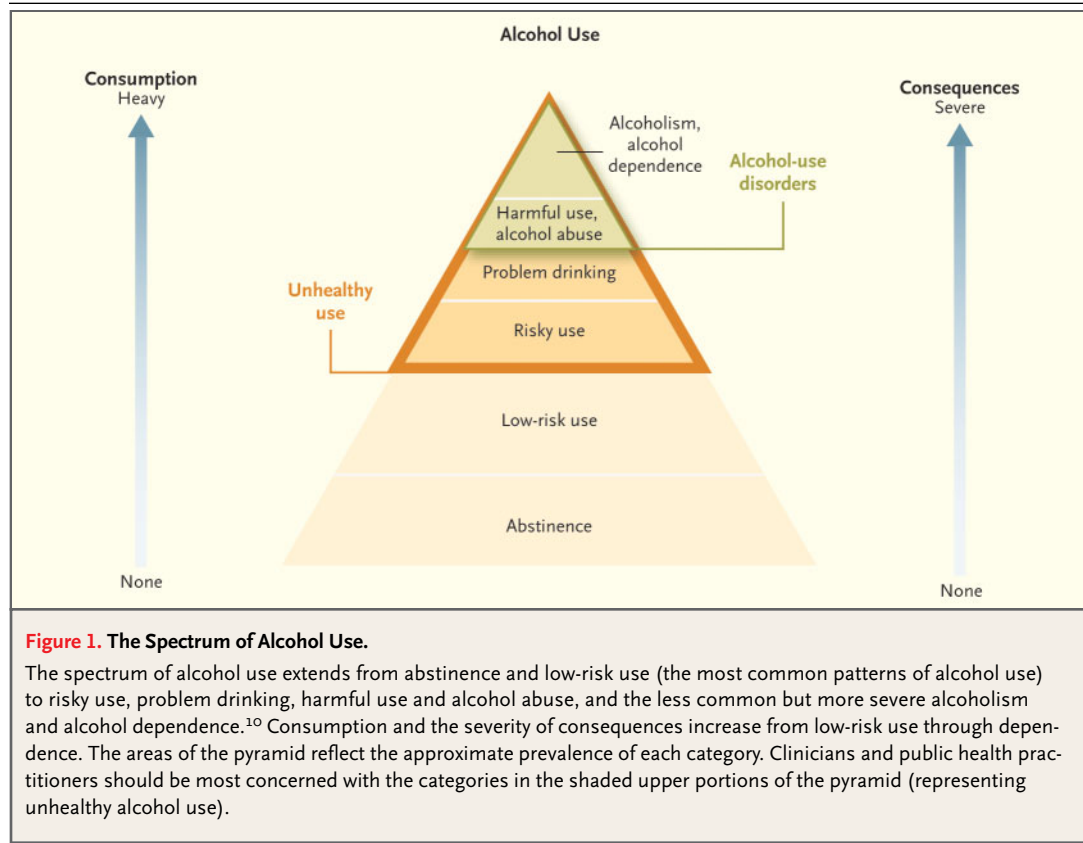 Alcohol Use
Consumption
Heavy
Consequences
Severe
Alcoholism,
alcohol
dependence
Alcohol-use
disorders
Harmful use,
alcohol abuse
Problem drinking
Unhealthy
use
Risky use
Low-risk use
Abstinence
None
None
Figure 1. The Spectrum of Alcohol Use.
The spectrum of alcohol use extends from abstinence and low-risk use (the most common patterns of alcohol use)
to risky use, problem drinking, harmful use and alcohol abuse, and the less common but more severe alcoholism
and alcohol dependence.¹⁰ Consumption and the severity of consequences increase from low-risk use through depen-
dence. The areas of the pyramid reflect the approximate prevalence of each category. Clinicians and public health prac-
titioners should be most concerned with the categories in the shaded upper portions of the pyramid (representing
unhealthy alcohol use).